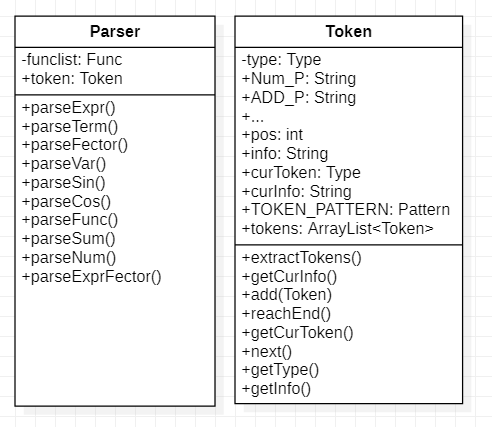 Parser
-funclist: Func
+token: Token
+parseExpr()
+parseTerm()
+parseFector()
+parseVar()
+parseSin()
+parseCos()
+parseFunc()
+parseSum()
+parseNum()
+parseExprFector()
Token
-type: Type
+Num_P: String
+ADD_P: String
+...
+pos: int
+info: String
+curToken: Type
+curInfo: String
+TOKEN_PATTERN: Pattern
+tokens: ArrayList<Token>
+extractTokens()
+getCurInfo()
+add(Token)
+reachEnd()
+getCurToken()
+next()
+getType()
+getInfo()